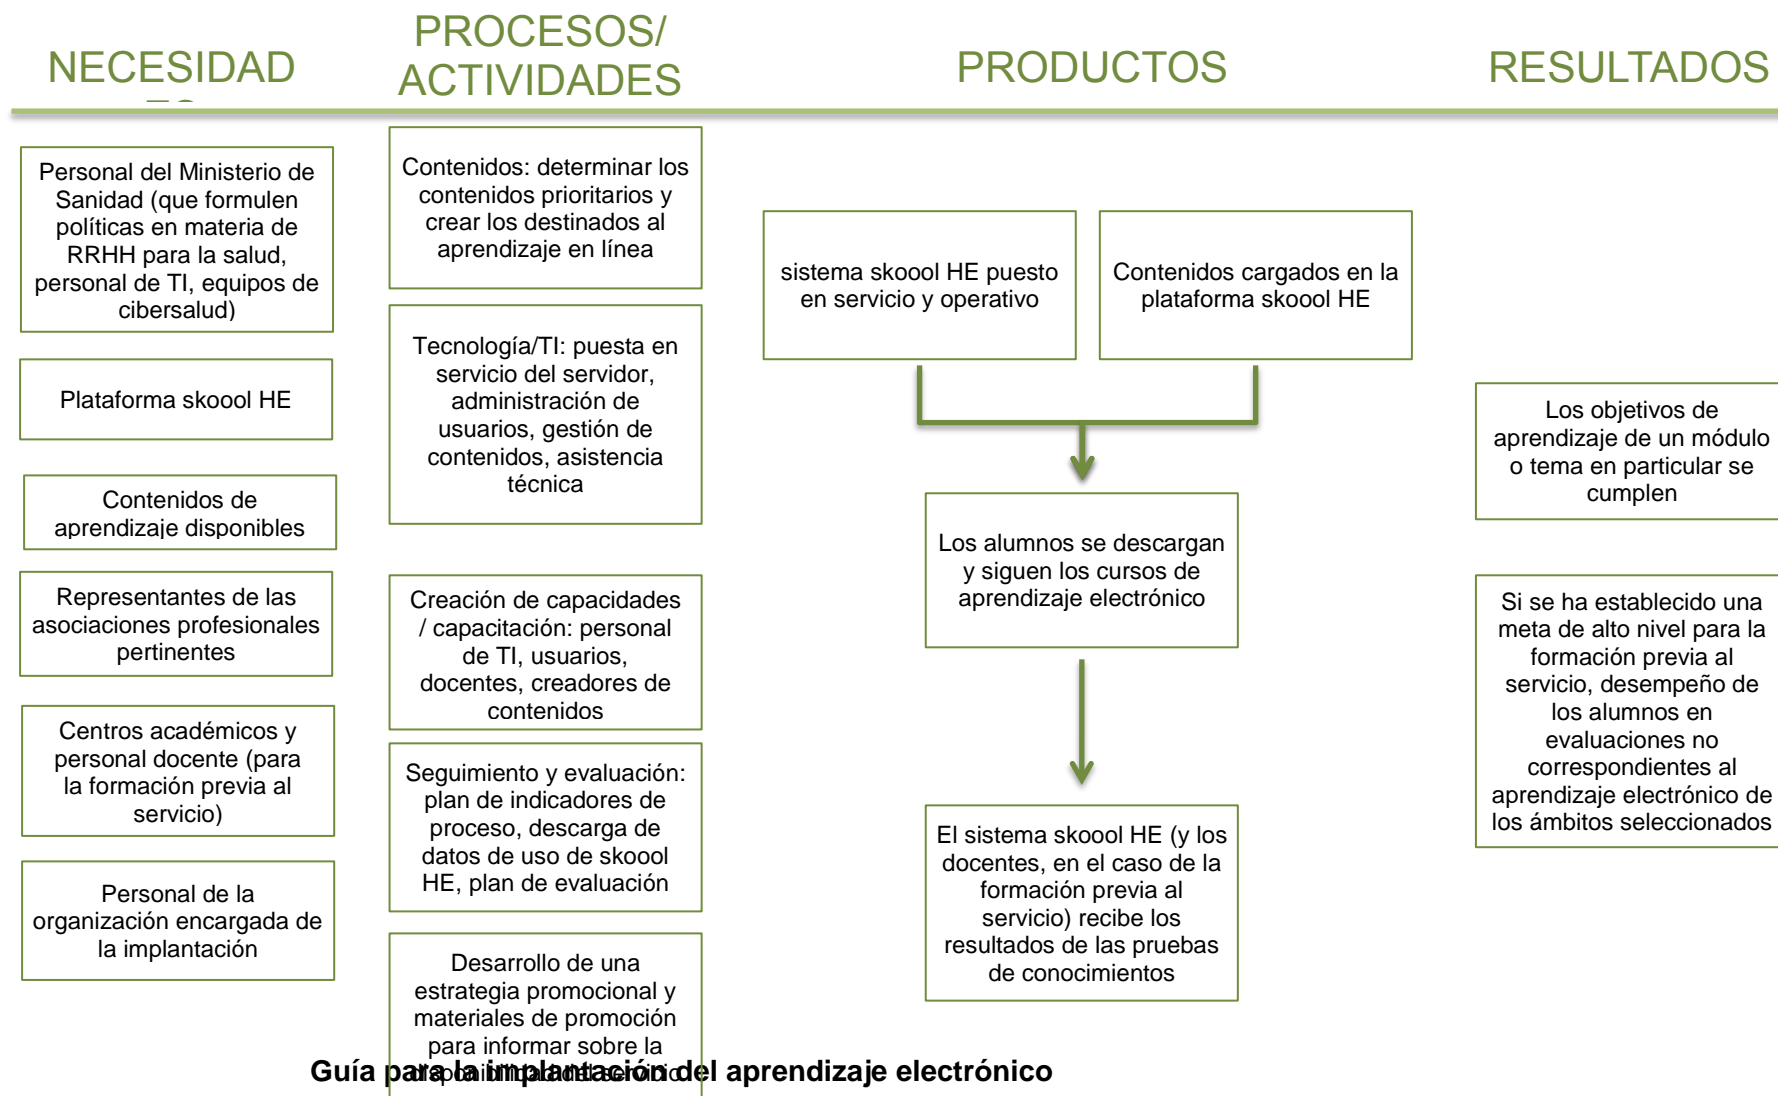 NECESIDAD
ES
PROCESOS/
ACTIVIDADES
PRODUCTOS
RESULTADOS
Personal del Ministerio de
Sanidad (que formulen
políticas en materia de
RRHH para la salud,
personal de TI, equipos de
cibersalud)
Plataforma skoool HE
Contenidos de
aprendizaje disponibles
Representantes de las
asociaciones profesionales
pertinentes
Centros académicos y
personal docente (para
la formación previa al
servicio)
Personal de la
organización encargada de
la implantación
Contenidos: determinar los
contenidos prioritarios y
crear los destinados al
aprendizaje en línea
Tecnología/TI: puesta en
servicio del servidor,
administración de
usuarios, gestión de
contenidos, asistencia
técnica
Creación de capacidades
/ capacitación: personal
de TI, usuarios,
docentes, creadores de
contenidos
Seguimiento y evaluación:
plan de indicadores de
proceso, descarga de
datos de uso de skoool
HE, plan de evaluación
Desarrollo de una
estrategia promocional y
materiales de promoción
para informar sobre la
disponibilidad del servicio
sistema skoool HE puesto
en servicio y operativo
Contenidos cargados en la
plataforma skoool HE
Los alumnos se descargan
y siguen los cursos de
aprendizaje electrónico
El sistema skoool HE (y los
docentes, en el caso de la
formación previa al
servicio) recibe los
resultados de las pruebas
de conocimientos
Los objetivos de
aprendizaje de un módulo
o tema en particular se
cumplen
Si se ha establecido una
meta de alto nivel para la
formación previa al
servicio, desempeño de
los alumnos en
evaluaciones no
correspondientes al
aprendizaje electrónico de
los ámbitos seleccionados
Guía para la implantación del aprendizaje electrónico